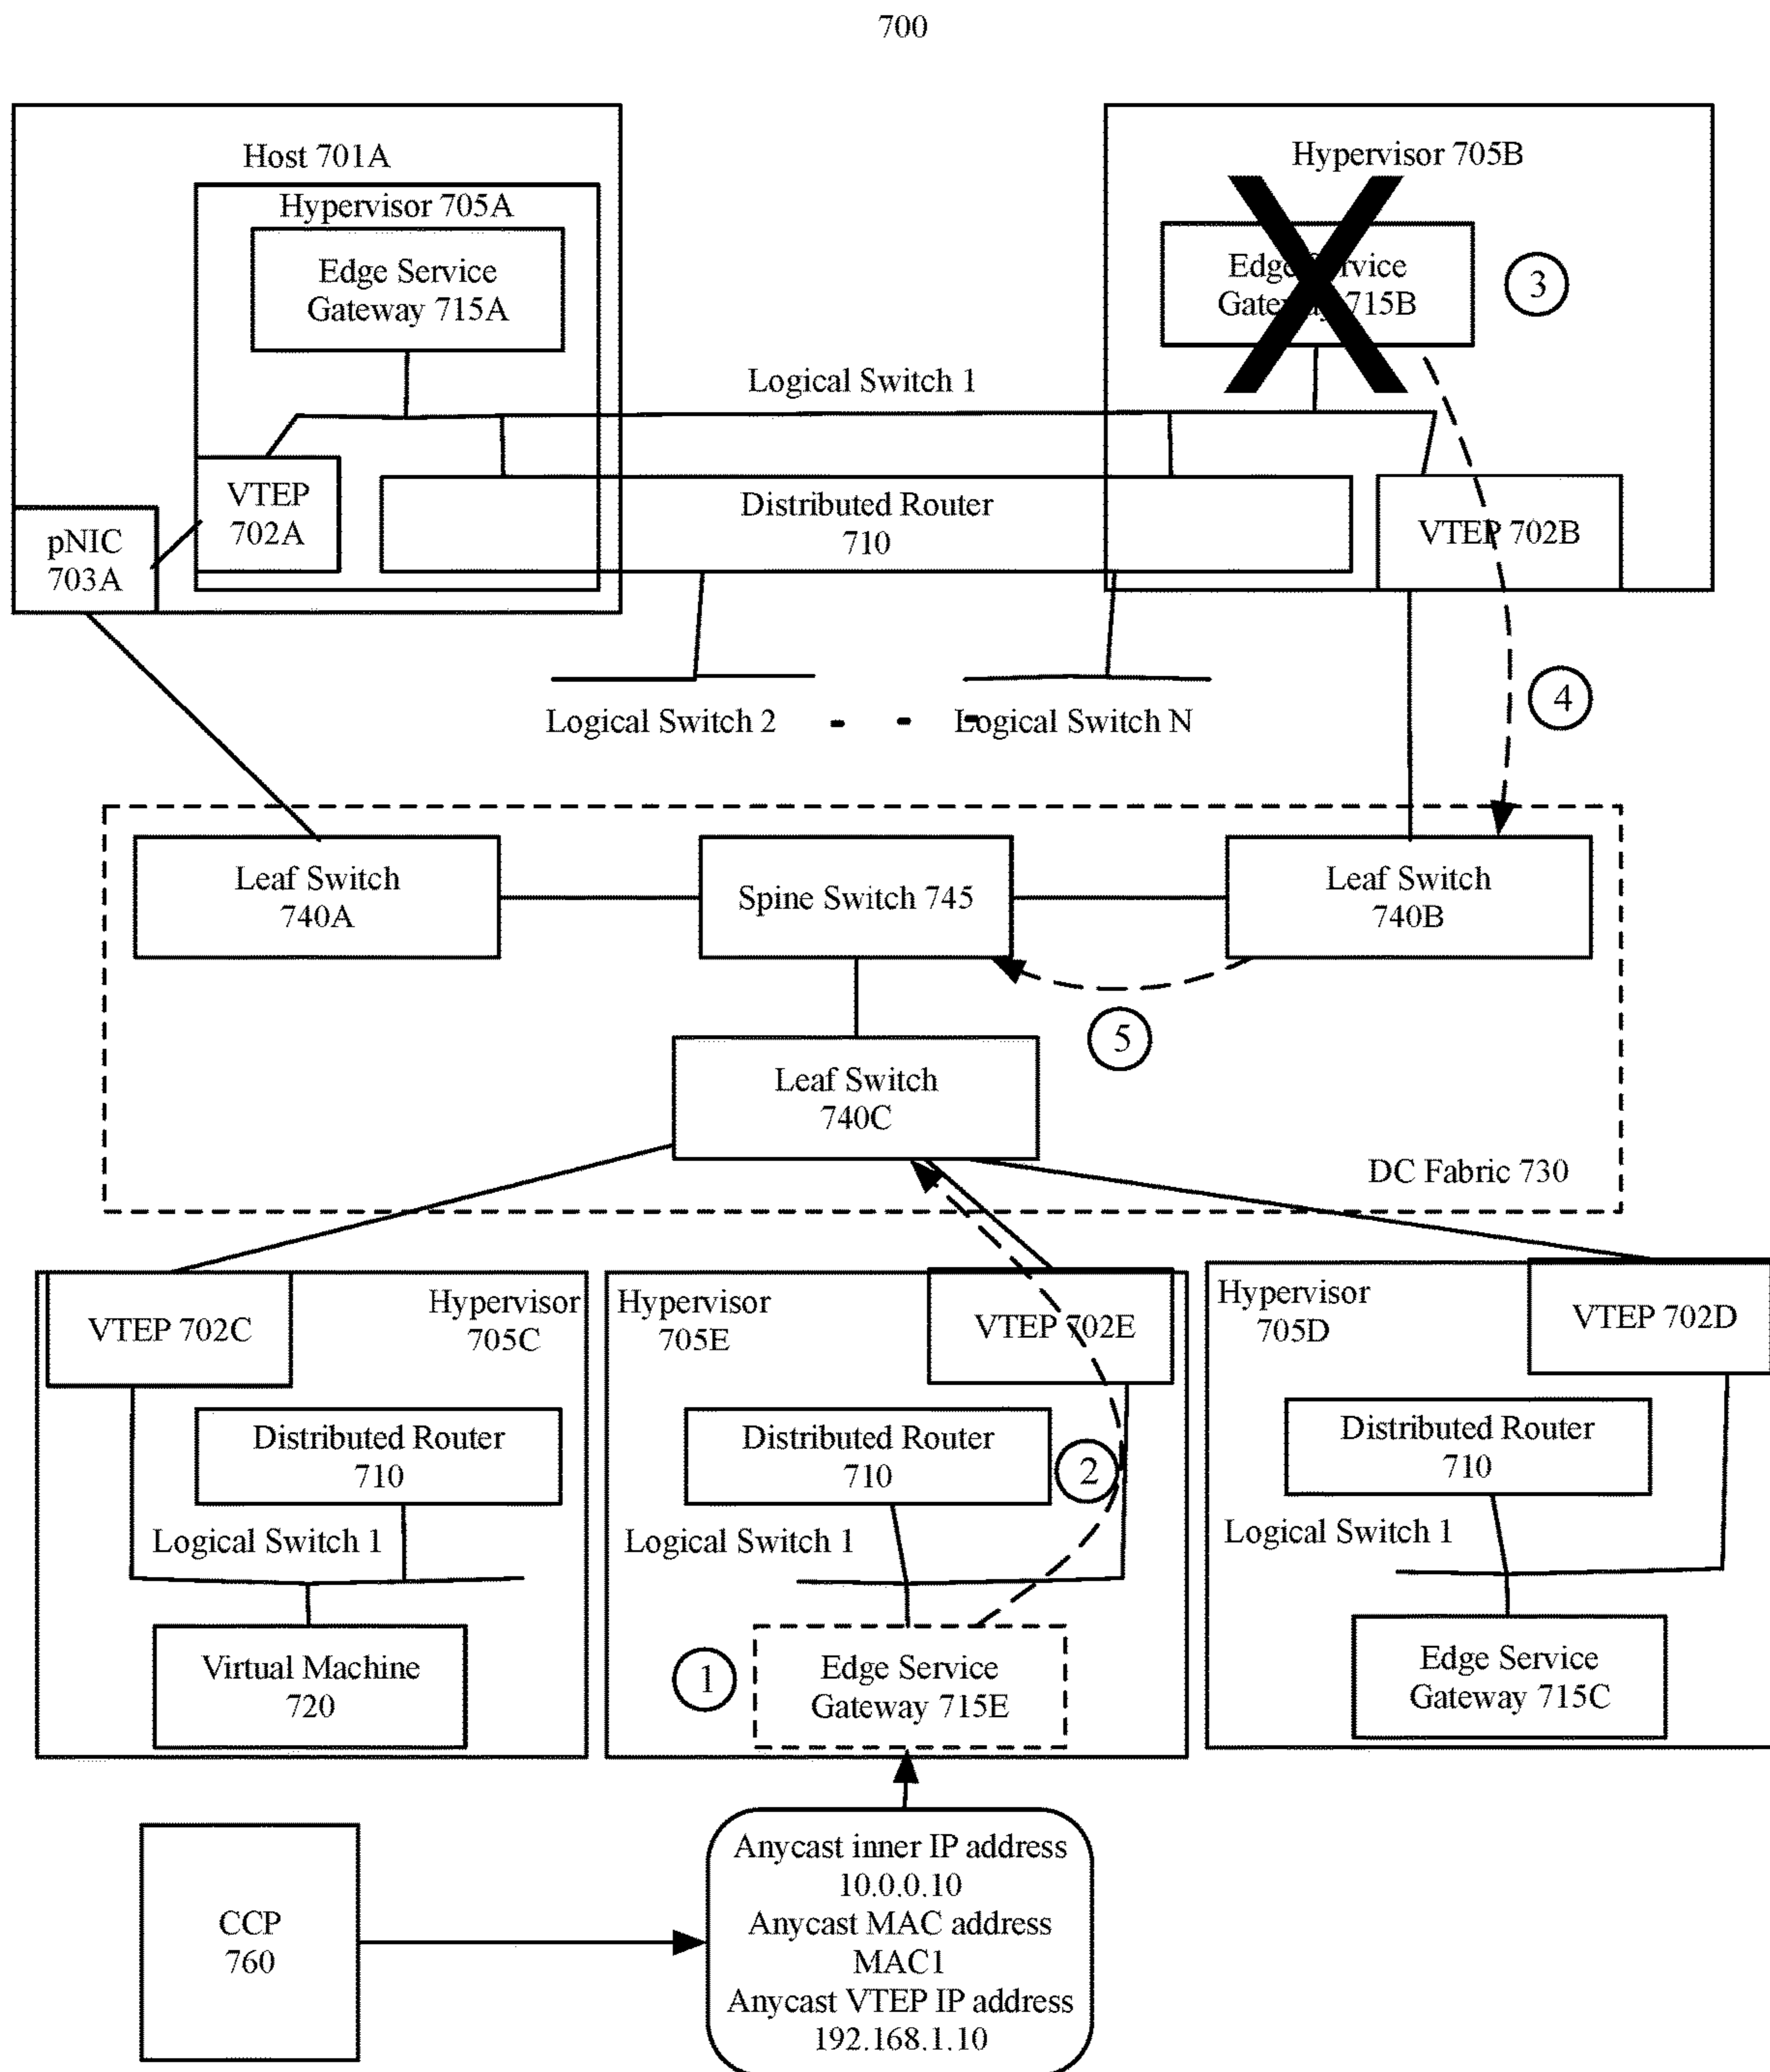 700
Host 701A
Hypervisor 705A
Edge Service
Gateway 715A
Hypervisor 705B
Edge Service
Gateway 715B
3
Logical Switch 1
VTEP
702A
pNIC
703A
Distributed Router
710
VTEP 702B
Logical Switch 2
Logical Switch N
4
Leaf Switch
740A
Spine Switch 745
Leaf Switch
740B
5
Leaf Switch
740C
DC Fabric 730
VTEP 702C
Hypervisor
705C
Distributed Router
710
Logical Switch 1
Virtual Machine
720
Hypervisor
705E
VTEP 702E
Distributed Router
710
2
Logical Switch 1
1
Edge Service
Gateway 715E
Hypervisor
705D
VTEP 702D
Distributed Router
710
Logical Switch 1
Edge Service
Gateway 715C
CCP
760
Anycast inner IP address
10.0.0.10
Anycast MAC address
MAC1
Anycast VTEP IP address
192.168.1.10